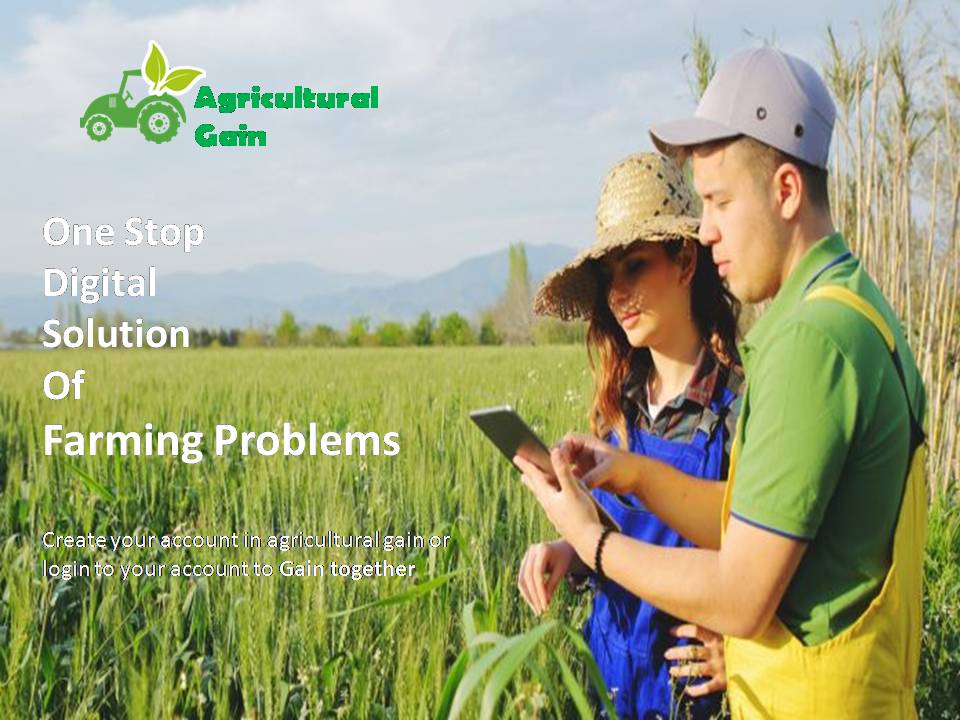 Agricultural
Gain
One Stop
Digital
Solution
Of
Farming Problems
Create your account in agricultural gain or
login to your account to Gain together